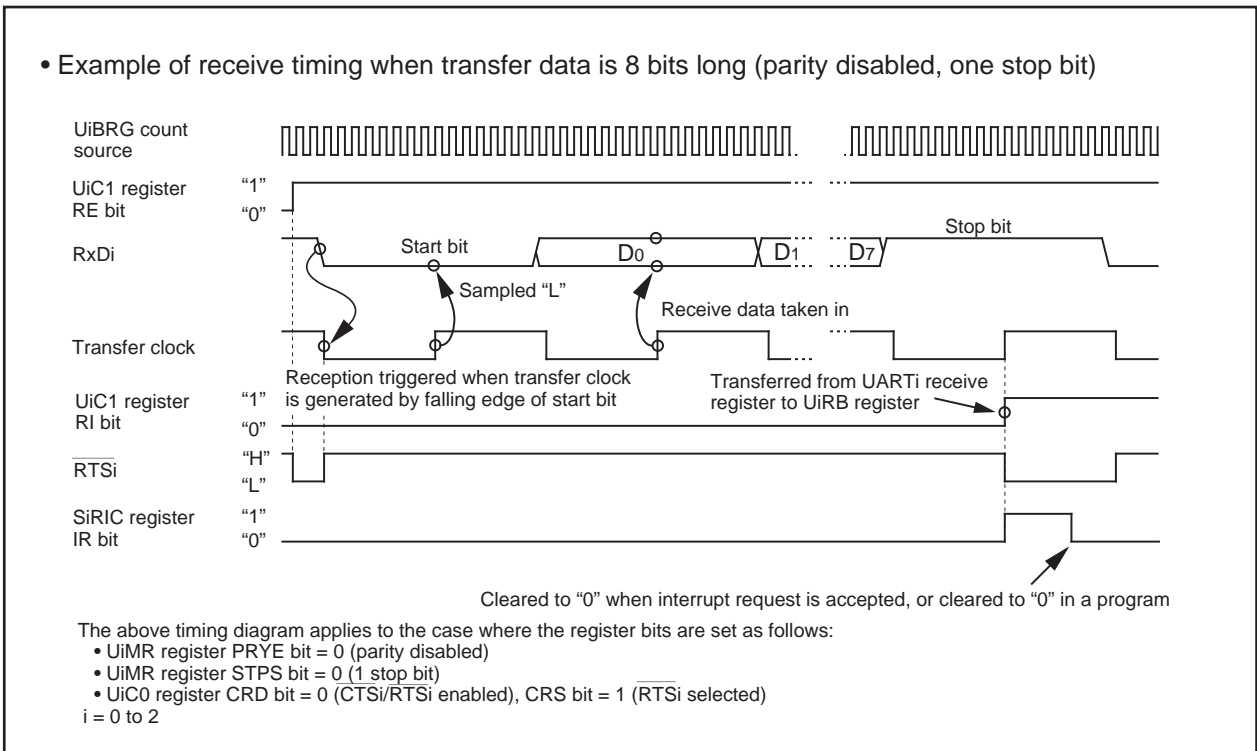 • Example of receive timing when transfer data is 8 bits long (parity disabled, one stop bit)
UiBRG count
source
UiC1 register
RE bit
“1”
“0”
RxDi
Start bit
D0
D1
D7
Stop bit
Sampled “L”
Receive data taken in
Transfer clock
Reception triggered when transfer clock
is generated by falling edge of start bit
Transferred from UARTi receive
register to UiRB register
UiC1 register
RI bit
“1”
“0”
RTSi
“H”
“L”
SiRIC register
IR bit
“1”
“0”
Cleared to “0” when interrupt request is accepted, or cleared to “0” in a program
The above timing diagram applies to the case where the register bits are set as follows:
• UiMR register PRYE bit = 0 (parity disabled)
• UiMR register STPS bit = 0 (1 stop bit)
• UiC0 register CRD bit = 0 (CTSi/RTSi enabled), CRS bit = 1 (RTSi selected)
i = 0 to 2